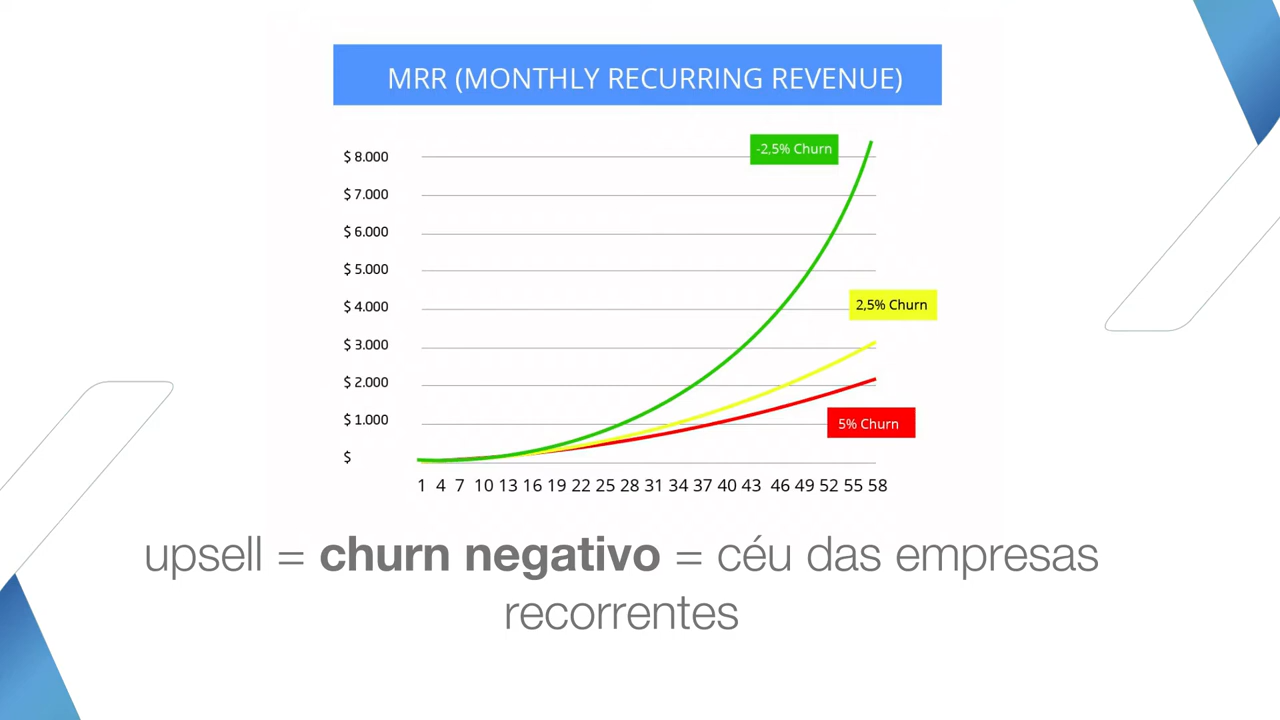 MRR (MONTHLY RECURRING REVENUE)
$ 8.000
-2,5% Churn
$ 7.000
$ 6.000
$ 5.000
$ 4.000
2,5% Churn
$ 3.000
$ 2.000
$ 1.000
5% Churn
$
1 4 7 10 13 16 19 22 25 28 31 34 37 40 43 46 49 52 55 58
upsell = churn negativo = céu das empresas
recorrentes